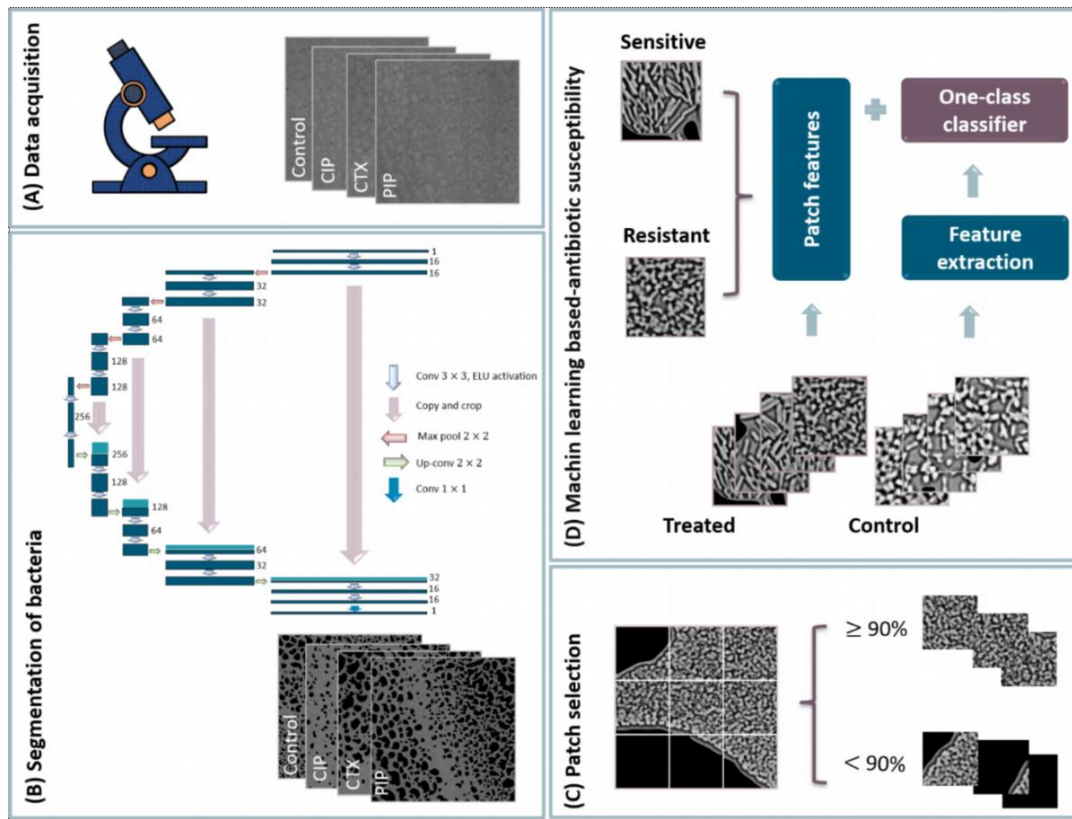 (A) Data acquisition
Control
CIP
CTX
PIP
(B) Segmentation of bacteria
1
16
16
32
32
64
64
128
128
256
256
128
128
64
64
32
32
16
16
1
Conv 3 × 3, ELU activation
Copy and crop
Max pool 2 × 2
Up-conv 2 × 2
Conv 1 × 1
Control
CIP
CTX
PIP
(D) Machin learning based-antibiotic susceptibility
Sensitive
Resistant
Patch features
One-class
classifier
Feature
extraction
Treated
Control
(C) Patch selection
≥ 90%
< 90%